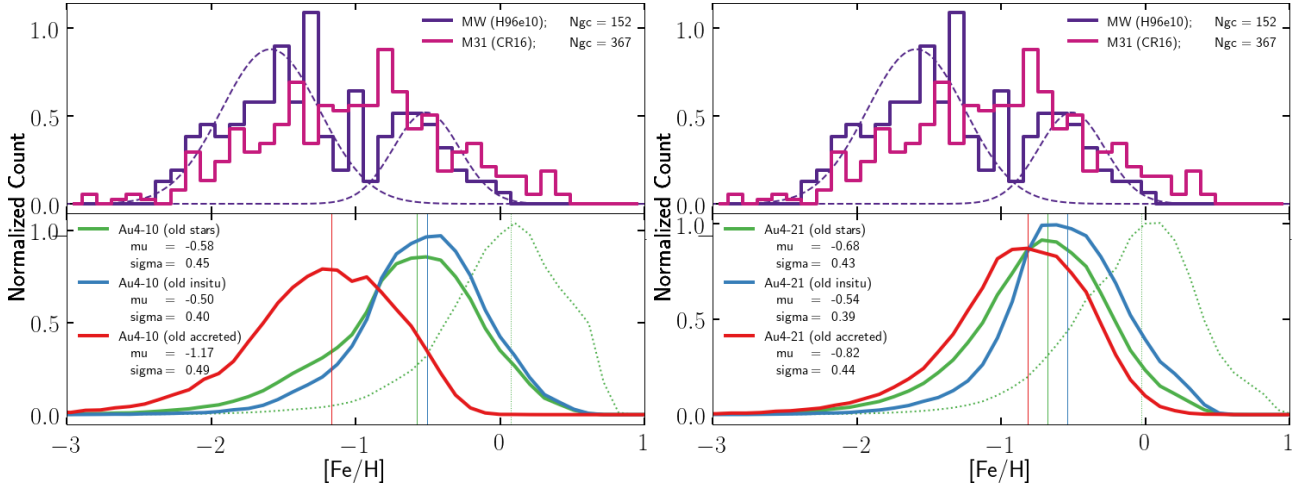 MW (H96e10); Ngc = 152
M31 (CR16); Ngc = 367
1.0
0.5
0.0
Normalized Count
Au4-10 (old stars)
mu = -0.58
sigma = 0.45
Au4-10 (old insitu)
mu = -0.50
sigma = 0.40
Au4-10 (old accreted)
mu = -1.17
sigma = 0.49
1.0
0.5
0.0
−3 −2 −1 0 1
[Fe/H]
MW (H96e10); Ngc = 152
M31 (CR16); Ngc = 367
1.0
0.5
0.0
Normalized Count
Au4-21 (old stars)
mu = -0.68
sigma = 0.43
Au4-21 (old insitu)
mu = -0.54
sigma = 0.39
Au4-21 (old accreted)
mu = -0.82
sigma = 0.44
1.0
0.5
0.0
−3 −2 −1 0 1
[Fe/H]